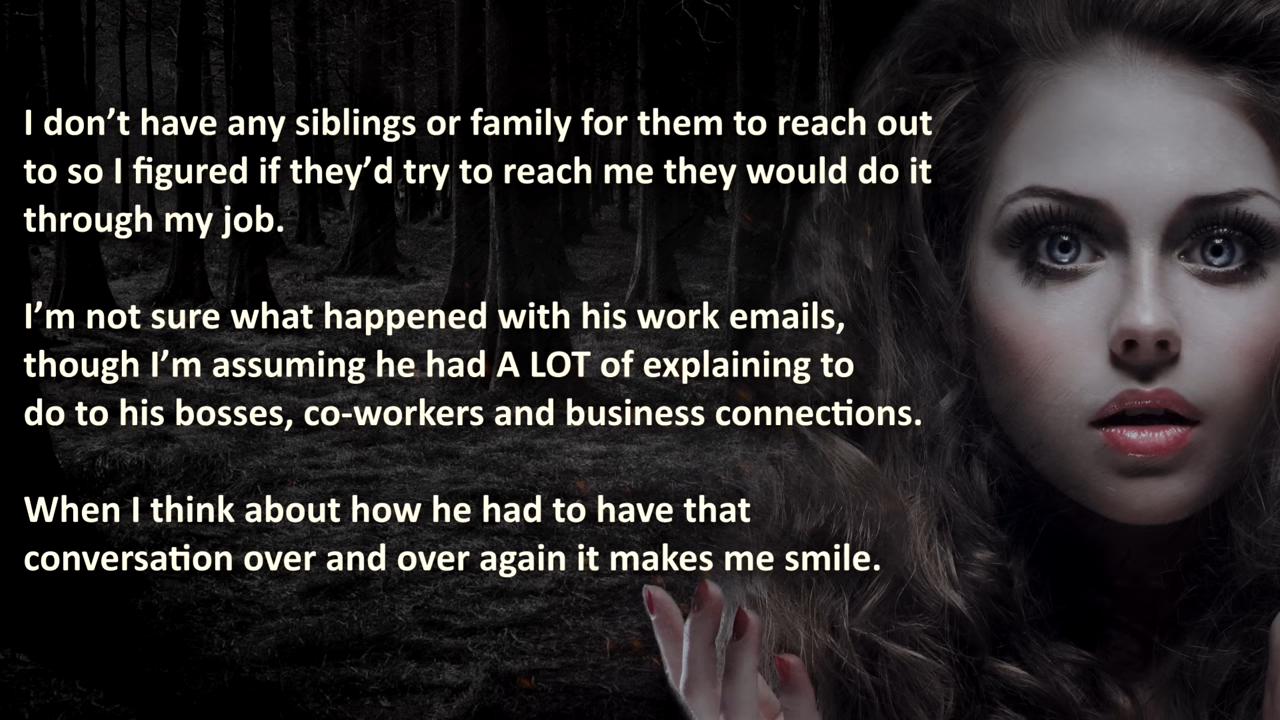 I don’t have any siblings or family for them to reach out
to so I figured if they’d try to reach me they would do it
through my job.
I’m not sure what happened with his work emails,
though I’m assuming he had A LOT of explaining to
do to his bosses, co-workers and business connections.
When I think about how he had to have that
conversation over and over again it makes me smile.